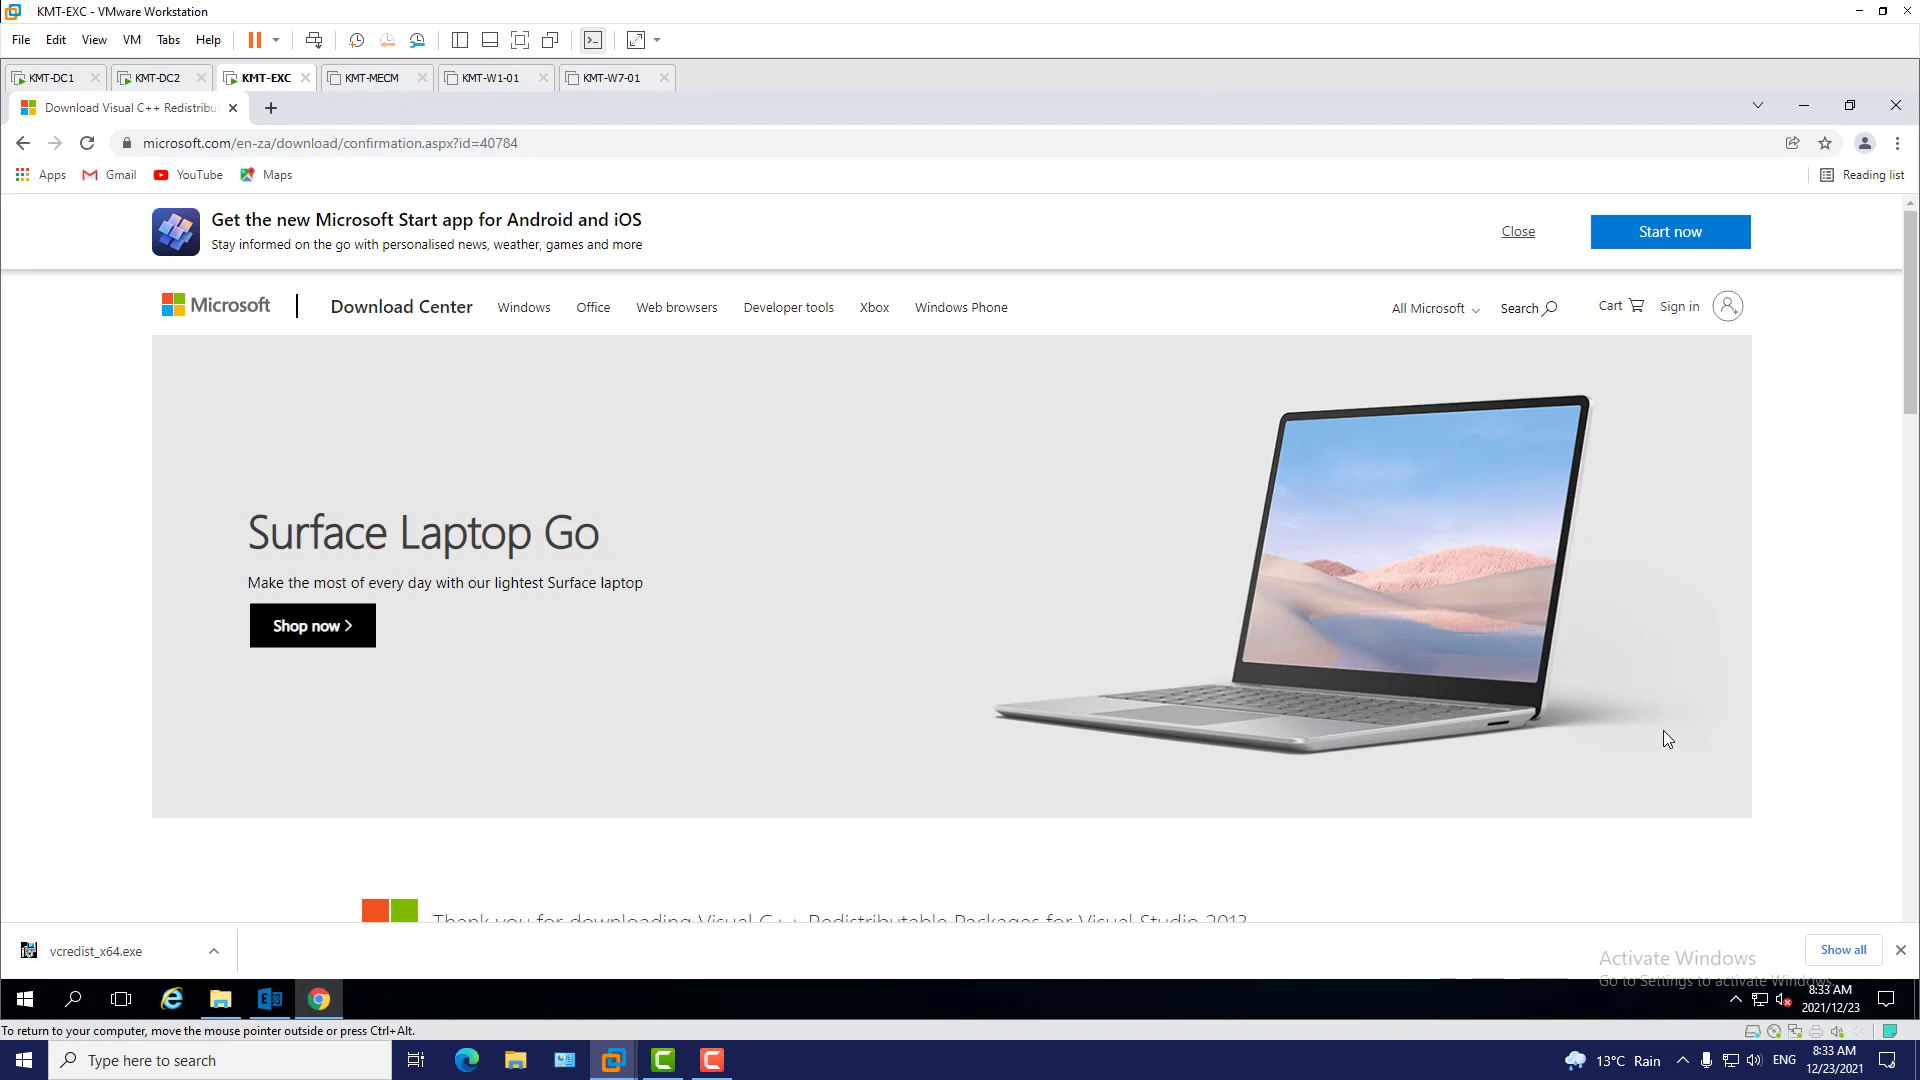 KMT-EXC - VMware Workstation
File Edit View VM Tabs Help
KMT-DC1 KMT-DC2 KMT-EXC KMT-MECM KMT-W1-01 KMT-W7-01
Download Visual C++ Redistribu
microsoft.com/en-za/download/confirmation.aspx?id=40784
Apps Gmail YouTube Maps Reading list
Get the new Microsoft Start app for Android and iOS
Stay informed on the go with personalised news, weather, games and more
Close Start now
Microsoft Download Center Windows Office Web browsers Developer tools Xbox Windows Phone All Microsoft Search Cart Sign in
Surface Laptop Go
Make the most of every day with our lightest Surface laptop
Shop now
Thank you for downloading Visual C++ Redistributable Packages for Visual Studio 2013
vcredist_x64.exe
Show all
Activate Windows
Go to Settings to activate Windows.
8:33 AM
2021/12/23
To return to your computer, move the mouse pointer outside or press Ctrl+Alt.
Type here to search
13°C Rain
ENG
8:33 AM
12/23/2021